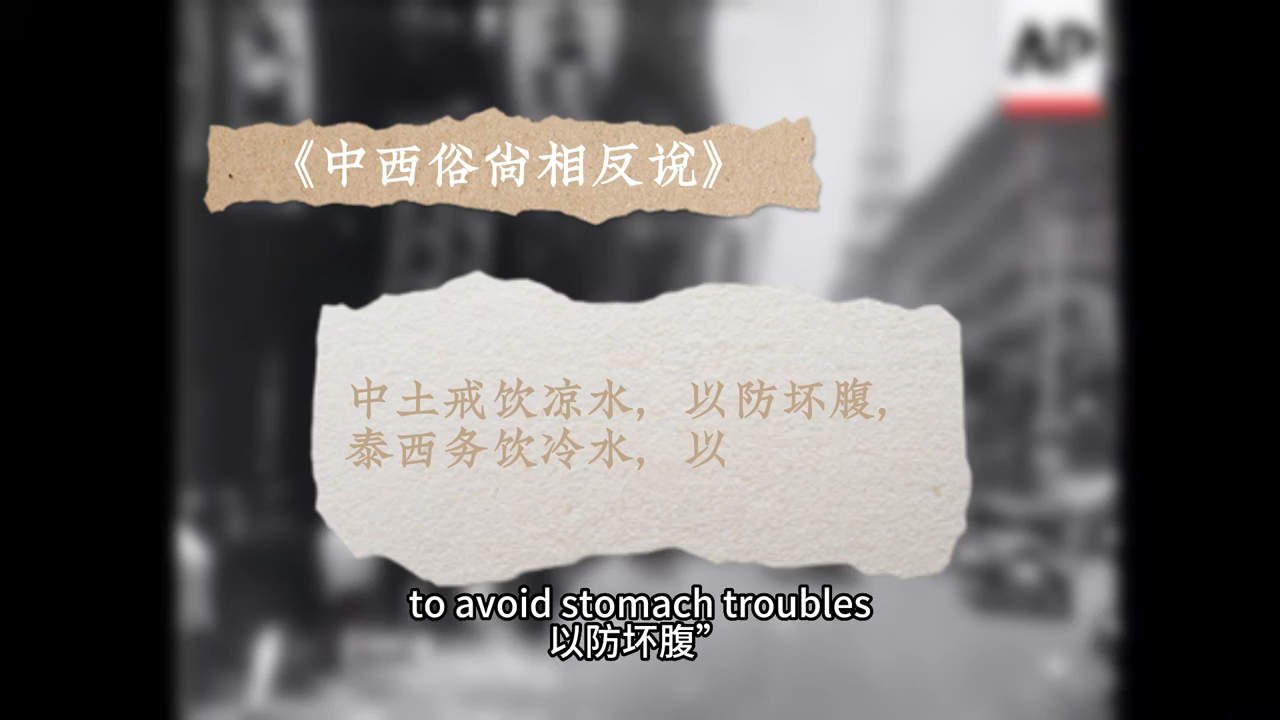 AP
《中西俗尚相反说》
中土戒饮凉水，以防坏腹，
泰西务饮冷水，以
to avoid stomach troubles
以防坏腹”